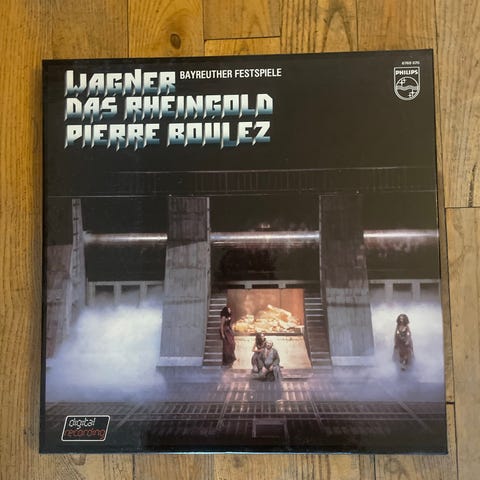 WAGNER BAYREUTHER FESTSPIELE
DAS RHEINGOLD
PIERRE BOULEZ
PHILIPS
digital
recording